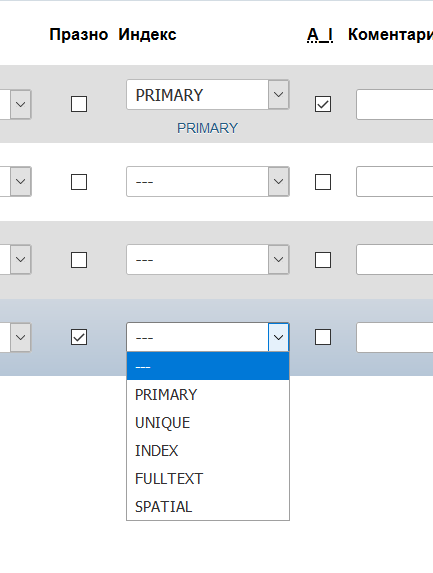 Празно Индекс A_I Коментари
PRIMARY
PRIMARY
---
---
---
---
PRIMARY
UNIQUE
INDEX
FULLTEXT
SPATIAL